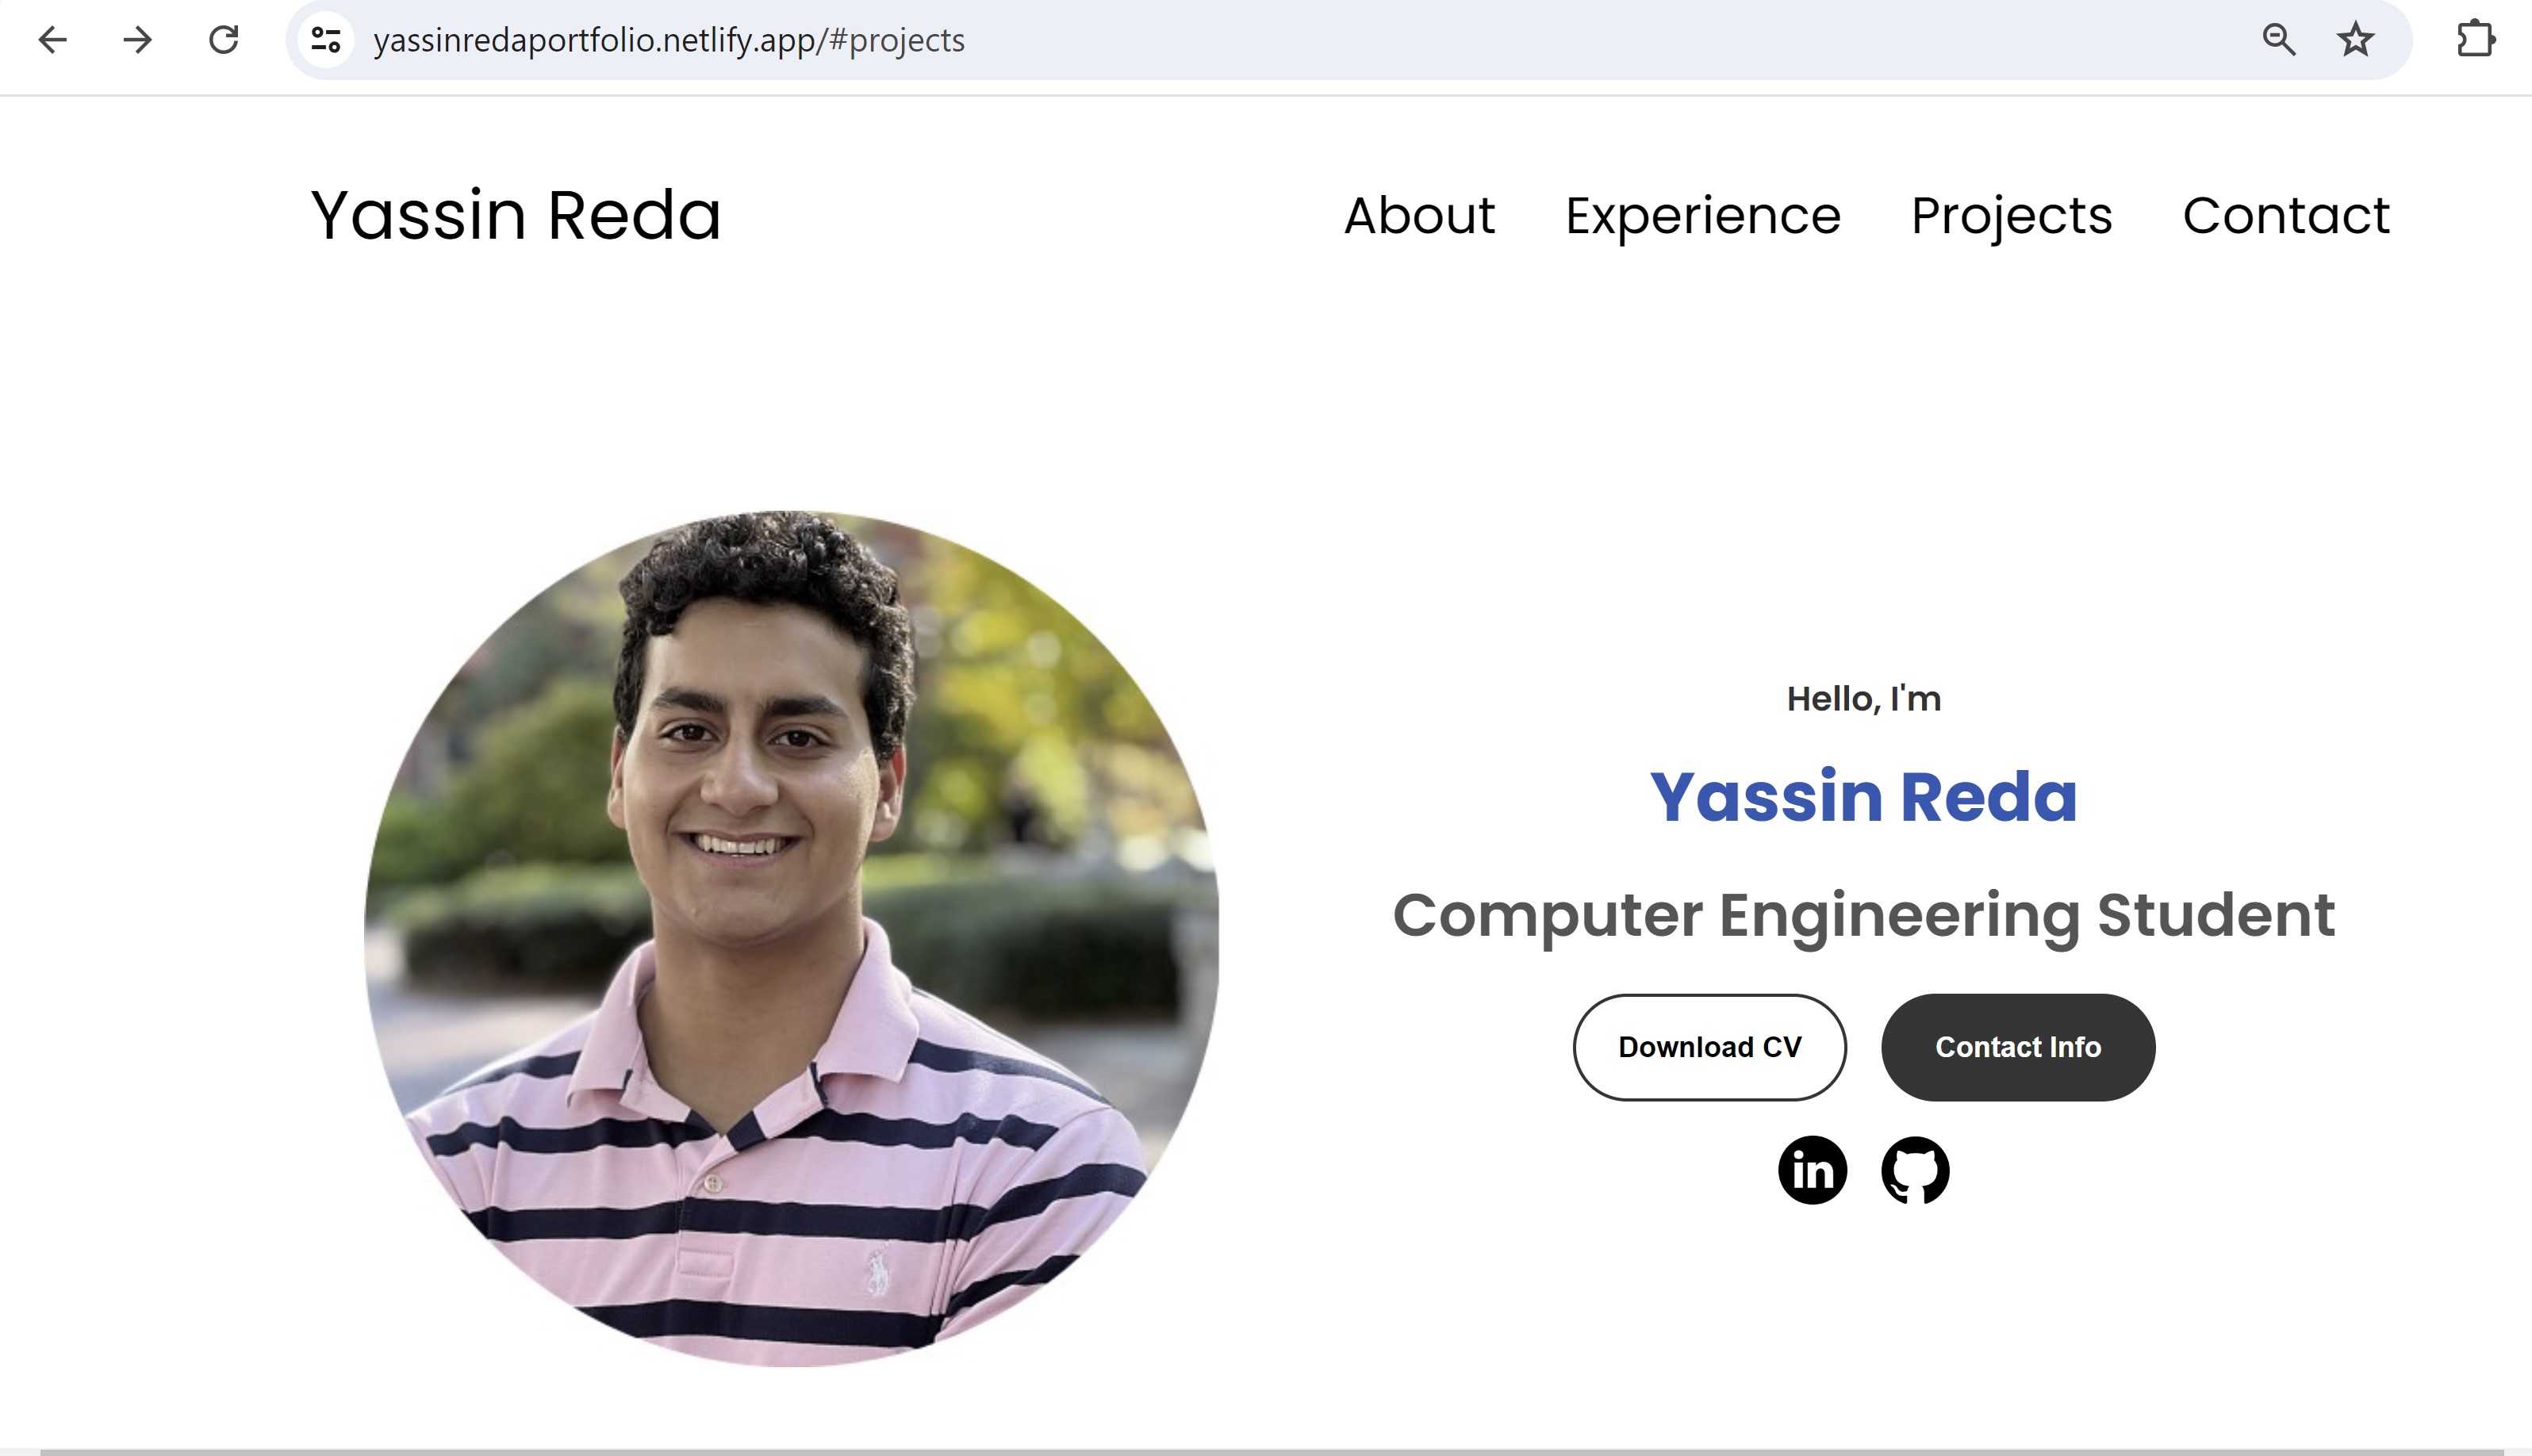 yassinredaportfolio.netlify.app/#projects
Yassin Reda
About Experience Projects Contact
Hello, I'm
Yassin Reda
Computer Engineering Student
Download CV Contact Info
in